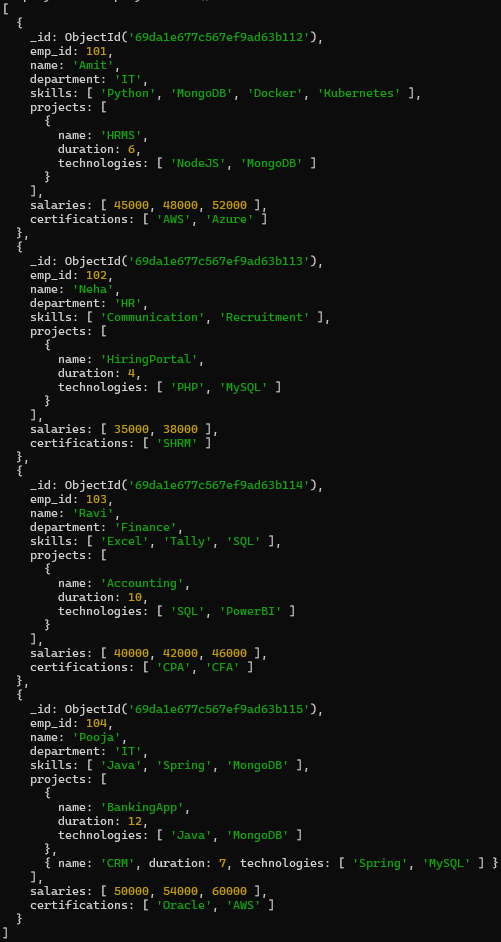 [
  {
    _id: ObjectId('69da1e677c567ef9ad63b112'),
    emp_id: 101,
    name: 'Amit',
    department: 'IT',
    skills: [ 'Python', 'MongoDB', 'Docker', 'Kubernetes' ],
    projects: [
      {
        name: 'HRMS',
        duration: 6,
        technologies: [ 'NodeJS', 'MongoDB' ]
      }
    ],
    salaries: [ 45000, 48000, 52000 ],
    certifications: [ 'AWS', 'Azure' ]
  },
  {
    _id: ObjectId('69da1e677c567ef9ad63b113'),
    emp_id: 102,
    name: 'Neha',
    department: 'HR',
    skills: [ 'Communication', 'Recruitment' ],
    projects: [
      {
        name: 'HiringPortal',
        duration: 4,
        technologies: [ 'PHP', 'MySQL' ]
      }
    ],
    salaries: [ 35000, 38000 ],
    certifications: [ 'SHRM' ]
  },
  {
    _id: ObjectId('69da1e677c567ef9ad63b114'),
    emp_id: 103,
    name: 'Ravi',
    department: 'Finance',
    skills: [ 'Excel', 'Tally', 'SQL' ],
    projects: [
      {
        name: 'Accounting',
        duration: 10,
        technologies: [ 'SQL', 'PowerBI' ]
      }
    ],
    salaries: [ 40000, 42000, 46000 ],
    certifications: [ 'CPA', 'CFA' ]
  },
  {
    _id: ObjectId('69da1e677c567ef9ad63b115'),
    emp_id: 104,
    name: 'Pooja',
    department: 'IT',
    skills: [ 'Java', 'Spring', 'MongoDB' ],
    projects: [
      {
        name: 'BankingApp',
        duration: 12,
        technologies: [ 'Java', 'MongoDB' ]
      },
      { name: 'CRM', duration: 7, technologies: [ 'Spring', 'MySQL' ] }
    ],
    salaries: [ 50000, 54000, 60000 ],
    certifications: [ 'Oracle', 'AWS' ]
  }
]